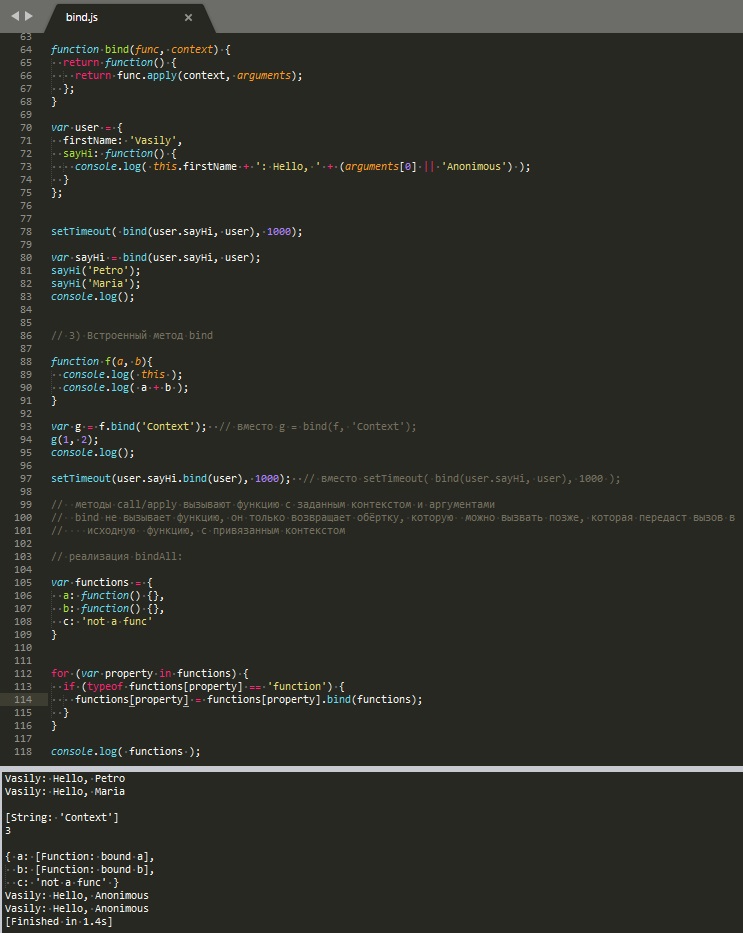 bind.js ×
63
64 function bind(func, context) {
65   return function() {
66     return func.apply(context, arguments);
67   };
68 }
69
70 var user = {
71   firstName: 'Vasily',
72   sayHi: function() {
73     console.log( this.firstName + ': Hello, ' + (arguments[0] || 'Anonimous') );
74   }
75 };
76
77
78 setTimeout( bind(user.sayHi, user), 1000);
79
80 var sayHi = bind(user.sayHi, user);
81 sayHi('Petro');
82 sayHi('Maria');
83 console.log();
84
85
86 // 3) Встроенный метод bind
87
88 function f(a, b){
89   console.log( this );
90   console.log( a + b );
91 }
92
93 var g = f.bind('Context');  // вместо g = bind(f, 'Context');
94 g(1, 2);
95 console.log();
96
97 setTimeout(user.sayHi.bind(user), 1000);  // вместо setTimeout( bind(user.sayHi, user), 1000 );
98
99 //  методы call/apply вызывают функцию с заданным контекстом и аргументами
100 //  bind не вызывает функцию, он только возвращает обёртку, которую  можно вызвать позже, которая передаст вызов в
101 //    исходную  функцию, с привязанным контекстом
102
103 // реализация bindAll:
104
105 var functions = {
106   a: function() {},
107   b: function() {},
108   c: 'not a func'
109 }
110
111
112 for (var property in functions) {
113   if (typeof functions[property] == 'function') {
114     functions[property] = functions[property].bind(functions);
115   }
116 }
117
118 console.log( functions );
Vasily: Hello, Petro
Vasily: Hello, Maria

[String: 'Context']
3

{ a: [Function: bound a],
  b: [Function: bound b],
  c: 'not a func' }
Vasily: Hello, Anonimous
Vasily: Hello, Anonimous
[Finished in 1.4s]